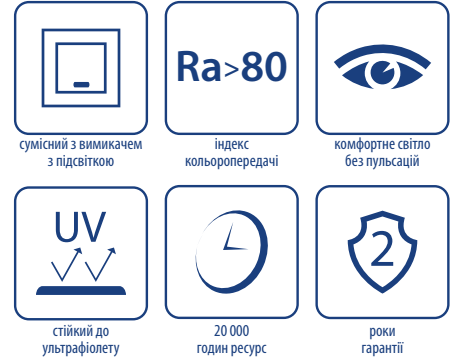 Ra>80
сумісний з вимикачем
з підсвіткою
індекс
кольоропередачі
комфортне світло
без пульсацій
UV
2
стійкий до
ультрафіолету
20 000
годин ресурс
роки
гарантії